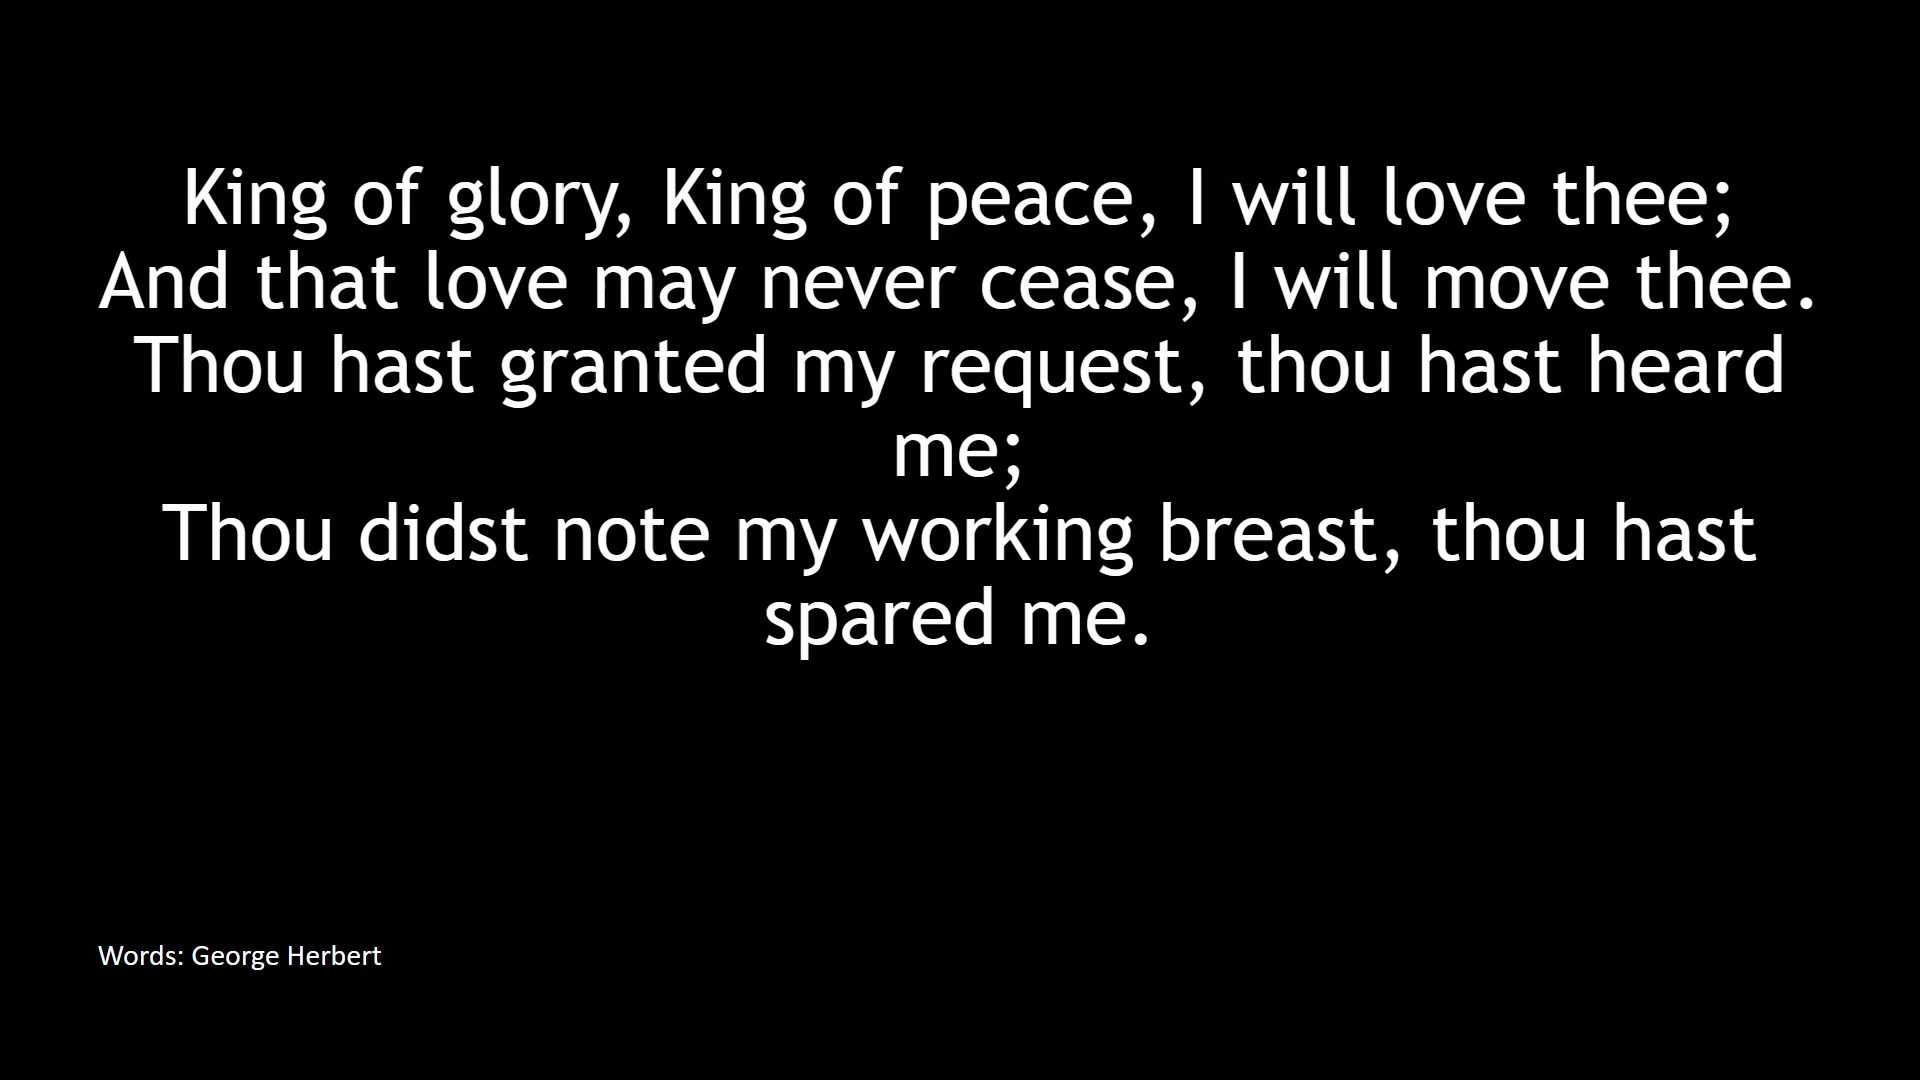 King of glory, King of peace, I will love thee;
And that love may never cease, I will move thee.
Thou hast granted my request, thou hast heard
me;
Thou didst note my working breast, thou hast
spared me.
Words: George Herbert